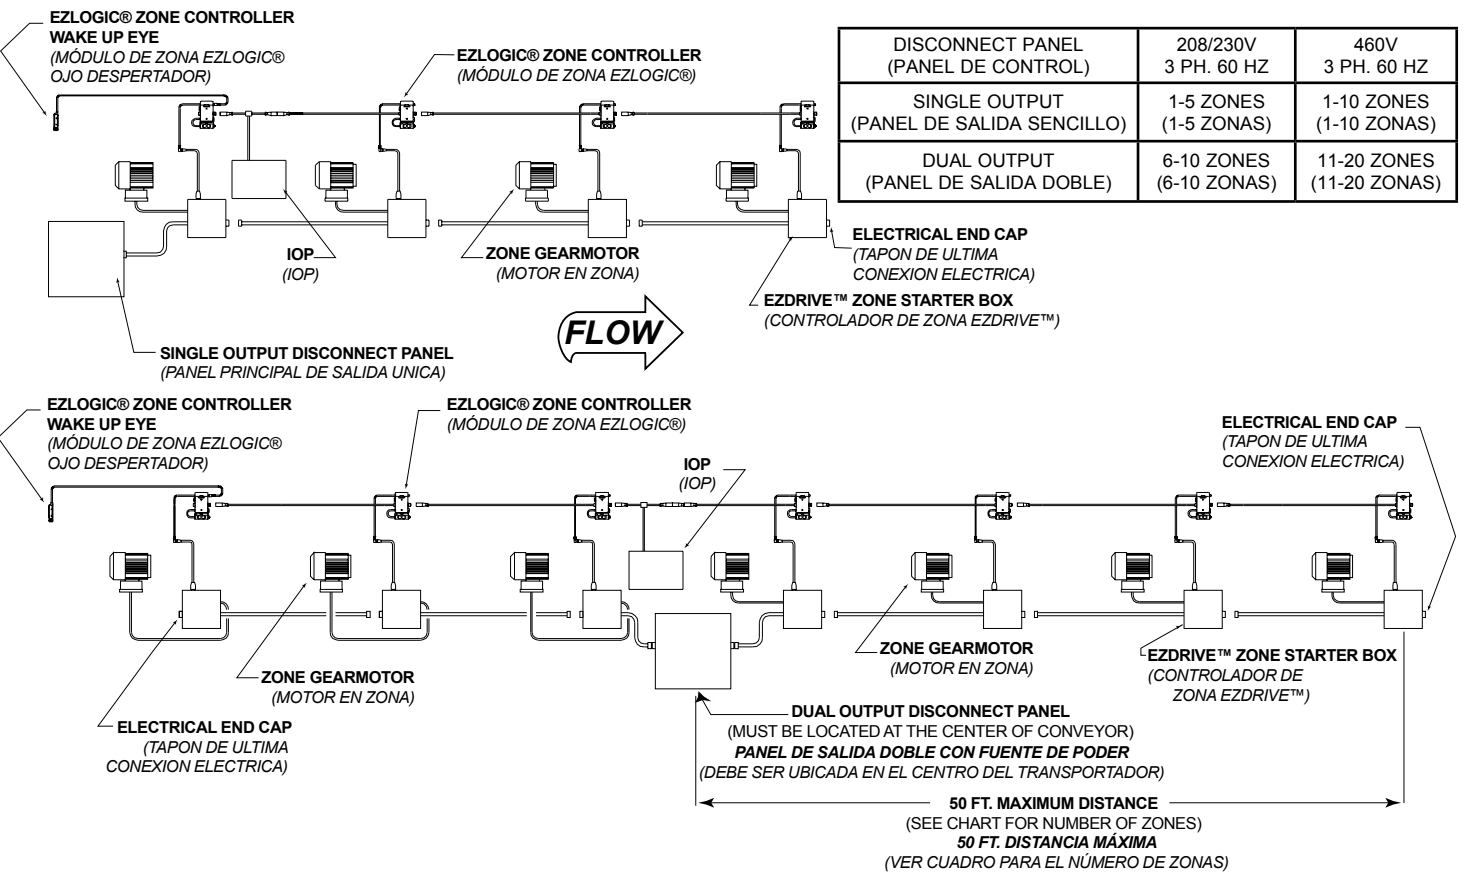 EZLOGIC® ZONE CONTROLLER
WAKE UP EYE
(MÓDULO DE ZONA EZLOGIC®
OJO DESPERTADOR)
EZLOGIC® ZONE CONTROLLER
(MÓDULO DE ZONA EZLOGIC®)
DISCONNECT PANEL
(PANEL DE CONTROL)
208/230V
3 PH. 60 HZ
460V
3 PH. 60 HZ
SINGLE OUTPUT
(PANEL DE SALIDA SENCILLO)
1-5 ZONES
(1-5 ZONAS)
1-10 ZONES
(1-10 ZONAS)
DUAL OUTPUT
(PANEL DE SALIDA DOBLE)
6-10 ZONES
(6-10 ZONAS)
11-20 ZONES
(11-20 ZONAS)
IOP
(IOP)
ZONE GEARMOTOR
(MOTOR EN ZONA)
ELECTRICAL END CAP
(TAPON DE ULTIMA
CONEXION ELECTRICA)
EZDRIVE™ ZONE STARTER BOX
(CONTROLADOR DE ZONA EZDRIVE™)
FLOW
SINGLE OUTPUT DISCONNECT PANEL
(PANEL PRINCIPAL DE SALIDA UNICA)
EZLOGIC® ZONE CONTROLLER
WAKE UP EYE
(MÓDULO DE ZONA EZLOGIC®
OJO DESPERTADOR)
EZLOGIC® ZONE CONTROLLER
(MÓDULO DE ZONA EZLOGIC®)
IOP
(IOP)
ELECTRICAL END CAP
(TAPON DE ULTIMA
CONEXION ELECTRICA)
ZONE GEARMOTOR
(MOTOR EN ZONA)
ELECTRICAL END CAP
(TAPON DE ULTIMA
CONEXION ELECTRICA)
ZONE GEARMOTOR
(MOTOR EN ZONA)
EZDRIVE™ ZONE STARTER BOX
(CONTROLADOR DE
ZONA EZDRIVE™)
DUAL OUTPUT DISCONNECT PANEL
(MUST BE LOCATED AT THE CENTER OF CONVEYOR)
PANEL DE SALIDA DOBLE CON FUENTE DE PODER
(DEBE SER UBICADA EN EL CENTRO DEL TRANSPORTADOR)
50 FT. MAXIMUM DISTANCE
(SEE CHART FOR NUMBER OF ZONES)
50 FT. DISTANCIA MÁXIMA
(VER CUADRO PARA EL NÚMERO DE ZONAS)